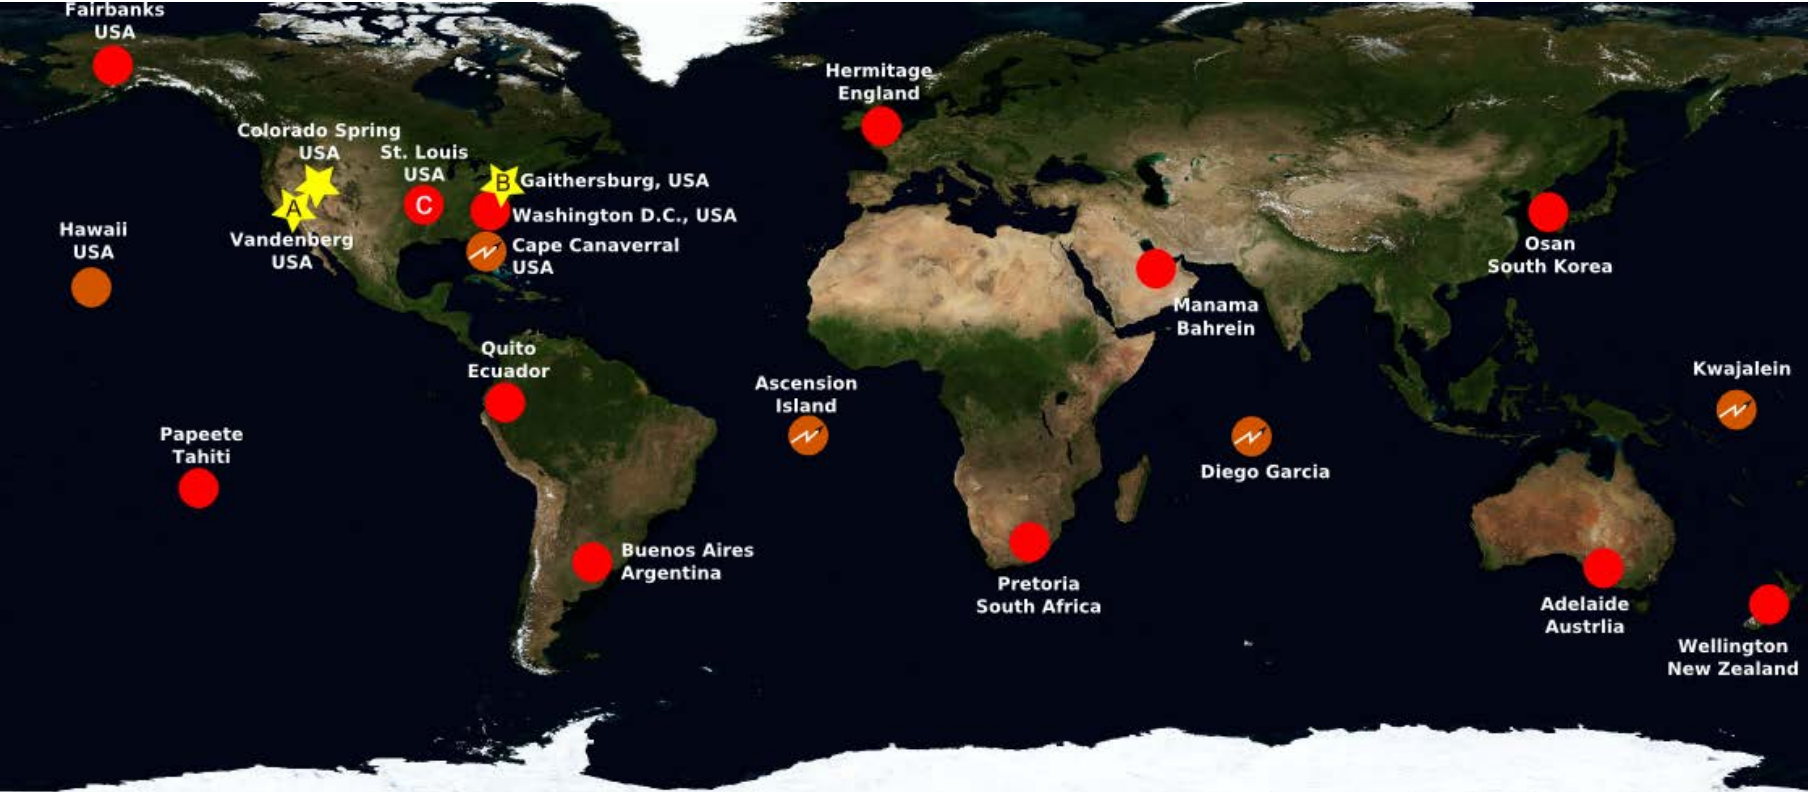 Fairbanks
USA
Hermitage
England
Colorado Spring
USA
St. Louis
USA
C
B
Gaithersburg, USA
A
Washington D.C., USA
Vandenberg
USA
Hawaii
USA
Cape Canaverral
USA
Osan
South Korea
Manama
Bahrein
Quito
Ecuador
Ascension
Island
Kwajalein
Papeete
Tahiti
Diego Garcia
Buenos Aires
Argentina
Pretoria
South Africa
Adelaide
Austrlia
Wellington
New Zealand